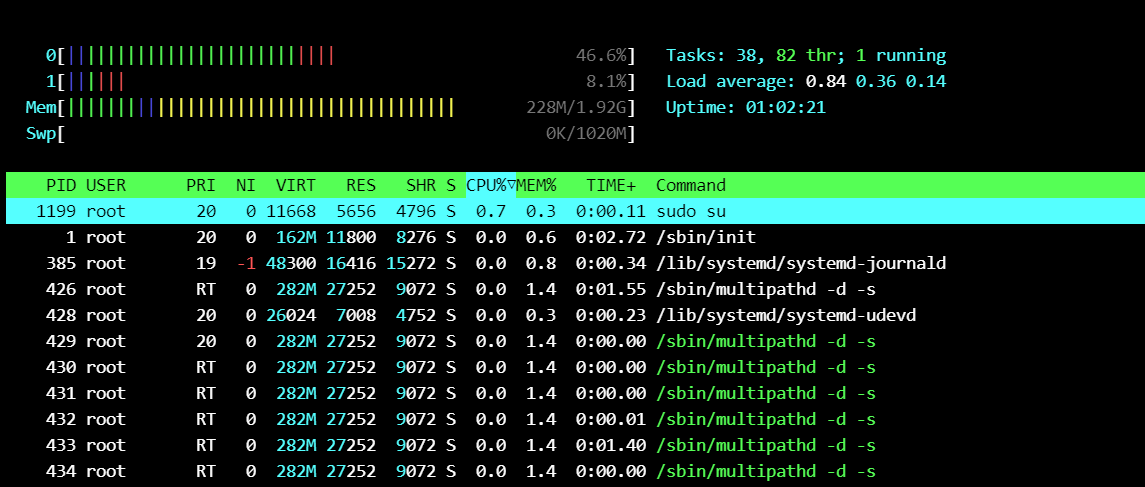 0[|||||||||||||||||||||||||||| 46.6%] Tasks: 38, 82 thr; 1 running
1[|||||| 8.1%] Load average: 0.84 0.36 0.14
Mem[||||||||||||||||||||||||||||||||||||||| 228M/1.92G] Uptime: 01:02:21
Swp[ 0K/1020M]
PID USER PRI NI VIRT RES SHR S CPU%▽MEM% TIME+ Command
1199 root 20 0 11668 5656 4796 S 0.7 0.3 0:00.11 sudo su
1 root 20 0 162M 11800 8276 S 0.0 0.6 0:02.72 /sbin/init
385 root 19 -1 48300 16416 15272 S 0.0 0.8 0:00.34 /lib/systemd/systemd-journald
426 root RT 0 282M 27252 9072 S 0.0 1.4 0:01.55 /sbin/multipathd -d -s
428 root 20 0 26024 7008 4752 S 0.0 0.3 0:00.23 /lib/systemd/systemd-udevd
429 root 20 0 282M 27252 9072 S 0.0 1.4 0:00.00 /sbin/multipathd -d -s
430 root RT 0 282M 27252 9072 S 0.0 1.4 0:00.00 /sbin/multipathd -d -s
431 root RT 0 282M 27252 9072 S 0.0 1.4 0:00.00 /sbin/multipathd -d -s
432 root RT 0 282M 27252 9072 S 0.0 1.4 0:00.01 /sbin/multipathd -d -s
433 root RT 0 282M 27252 9072 S 0.0 1.4 0:01.40 /sbin/multipathd -d -s
434 root RT 0 282M 27252 9072 S 0.0 1.4 0:00.00 /sbin/multipathd -d -s